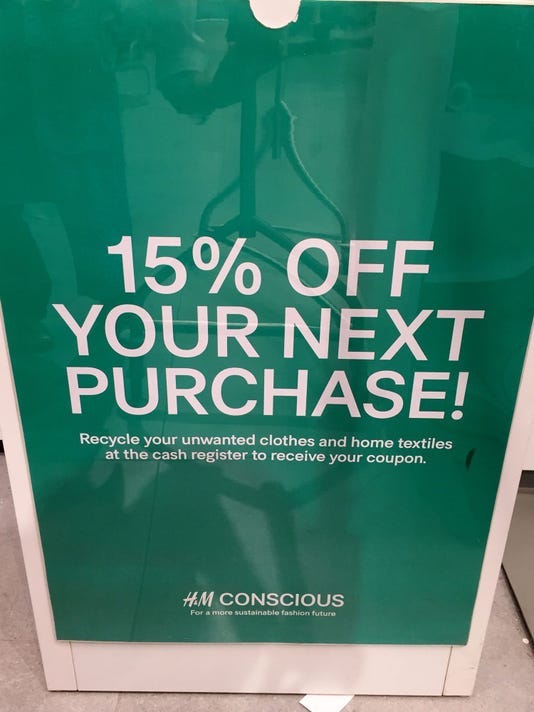 15% OFF
YOUR NEXT
PURCHASE!
Recycle your unwanted clothes and home textiles
at the cash register to receive your coupon.
H&M CONSCIOUS
For a more sustainable fashion future